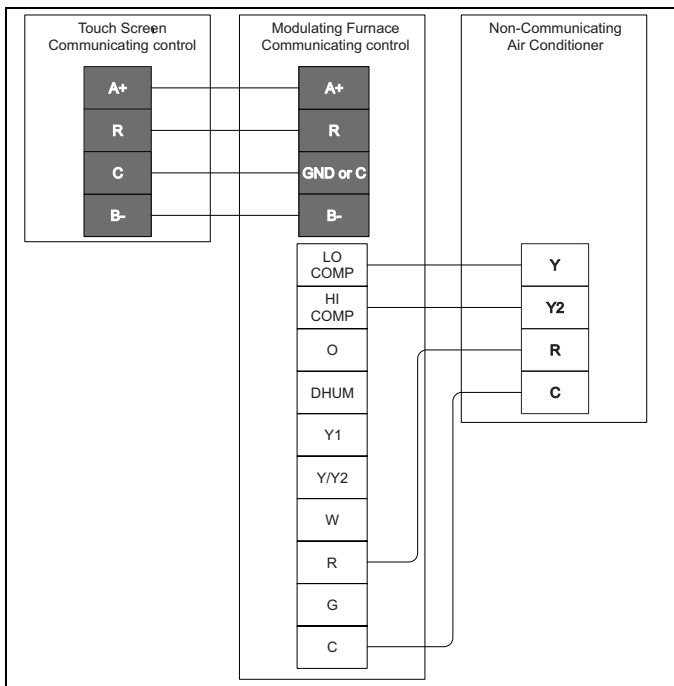 Touch Screen
Communicating control
A+
R
C
B-
Modulating Furnace
Communicating control
A+
R
GND or C
B-
LO
COMP
HI
COMP
O
DHUM
Y1
Y/Y2
W
R
G
C
Non-Communicating
Air Conditioner
Y
Y2
R
C